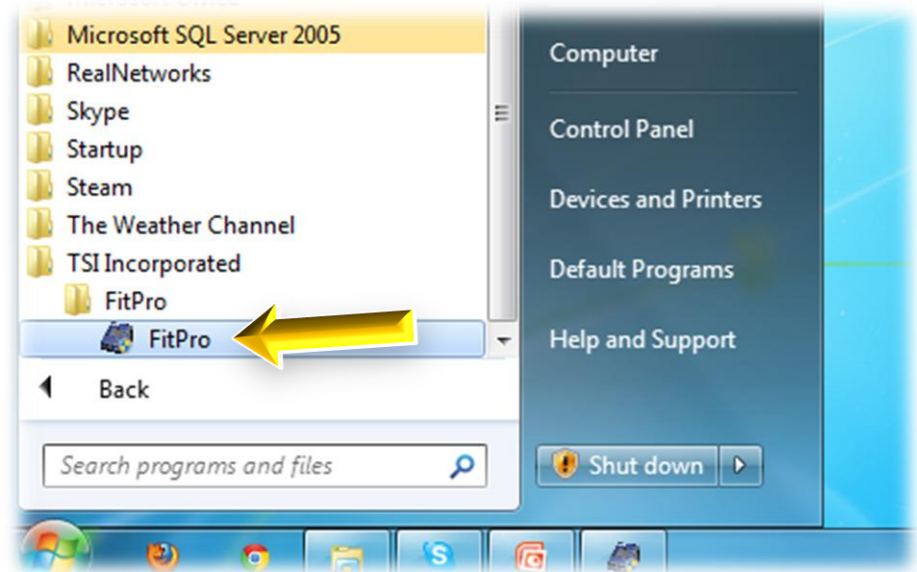 Microsoft SQL Server 2005
RealNetworks
Skype
Startup
Steam
The Weather Channel
TSI Incorporated
FitPro
FitPro
Back
Search programs and files
Computer
Control Panel
Devices and Printers
Default Programs
Help and Support
Shut down